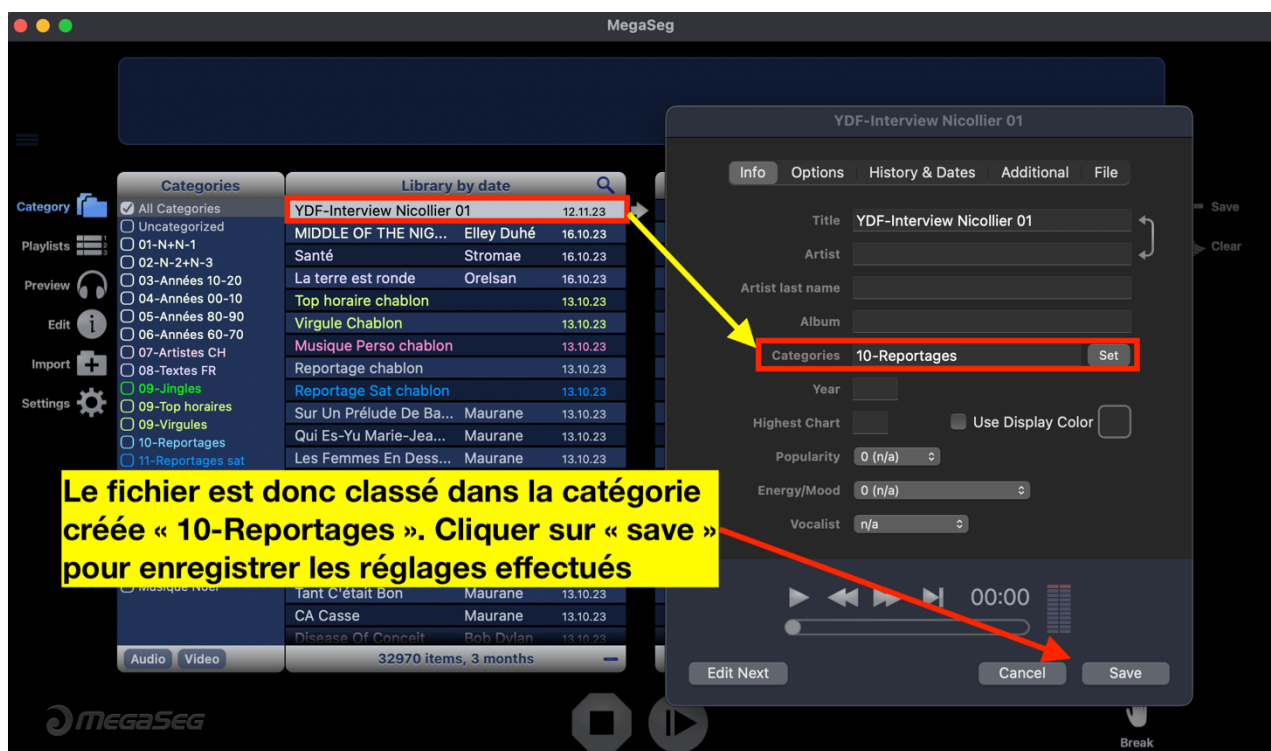 MegaSeg
YDF-Interview Nicollier 01
Info Options History & Dates Additional File
Title YDF-Interview Nicollier 01
Artist
Artist last name
Album
Categories 10-Reportages Set
Year
Highest Chart Use Display Color
Popularity 0 (n/a)
Energy/Mood 0 (n/a)
Vocalist n/a
00:00
Edit Next Cancel Save
Category
Playlists
Preview
Edit
Import
Settings
Categories
All Categories
Uncategorized
01-N+N-1
02-N-2+N-3
03-Années 10-20
04-Années 00-10
05-Années 80-90
06-Années 60-70
07-Artistes CH
08-Textes FR
09-Jingles
09-Top horaires
09-Virgules
10-Reportages
11-Reportages sat
Musique Noël
Audio Video
Library by date
YDF-Interview Nicollier 01 12.11.23
MIDDLE OF THE NIG... Elley Duhé 16.10.23
Santé Stromae 16.10.23
La terre est ronde Orelsan 16.10.23
Top horaire chablon 13.10.23
Virgule Chablon 13.10.23
Musique Perso chablon 13.10.23
Reportage chablon 13.10.23
Reportage Sat chablon 13.10.23
Sur Un Prélude De Ba... Maurane 13.10.23
Qui Es-Yu Marie-Jea... Maurane 13.10.23
Les Femmes En Dess... Maurane 13.10.23
Tant C'était Bon Maurane 13.10.23
CA Casse Maurane 13.10.23
Disease Of Conceit Bob Dylan 13.10.23
32970 items, 3 months
Le fichier est donc classé dans la catégorie
créée « 10-Reportages ». Cliquer sur « save »
pour enregistrer les réglages effectués
Save
Clear
MegaSeg
Break